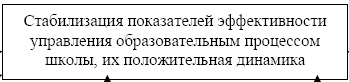 Стабилизация показателей эффективности
управления образовательным процессом
школы, их положительная динамика